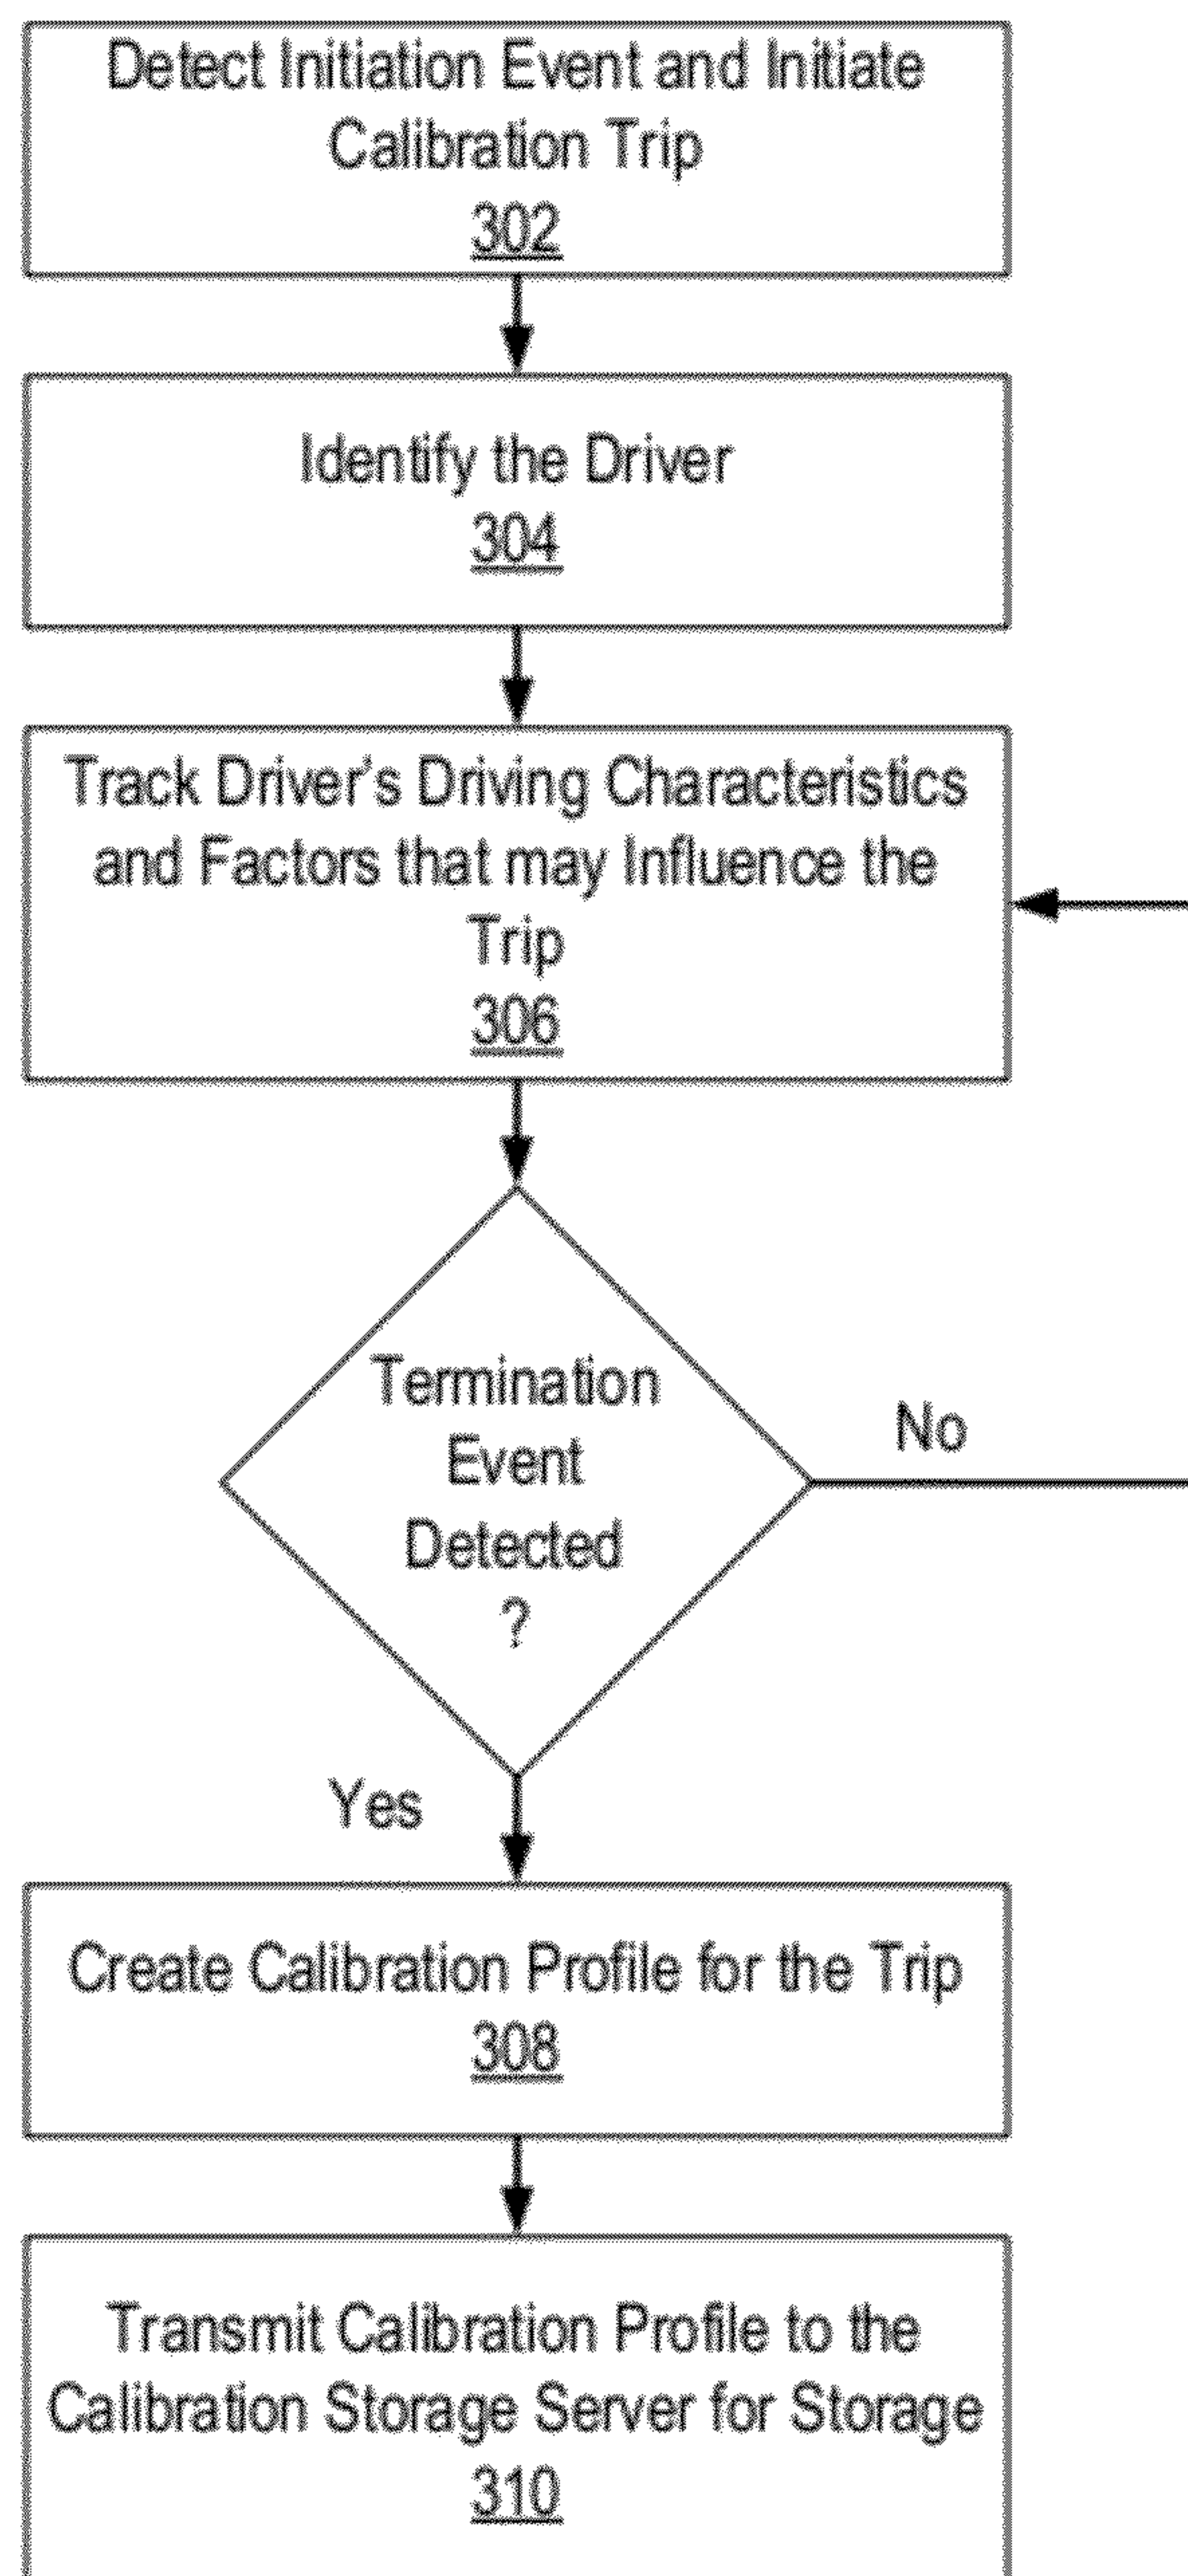 Detect Initiation Event and Initiate
Calibration Trip
302
Identify the Driver
304
Track Driver's Driving Characteristics
and Factors that may Influence the
Trip
306
Termination
Event
Detected
?
No
Yes
Create Calibration Profile for the Trip
308
Transmit Calibration Profile to the
Calibration Storage Server for Storage
310